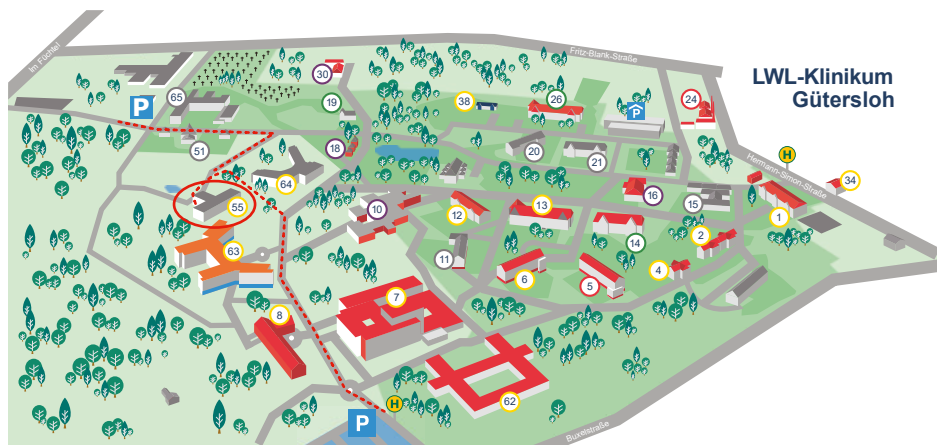 Im Füchtei
Fritz-Blank-Straße
LWL-Klinikum
Gütersloh
30
65
P
19
38
26
P
24
51
18
20
21
H
Hermann-Simon-Straße
34
64
16
55
10
12
13
15
1
63
11
14
2
6
5
4
7
8
62
H
P
Buxelstraße